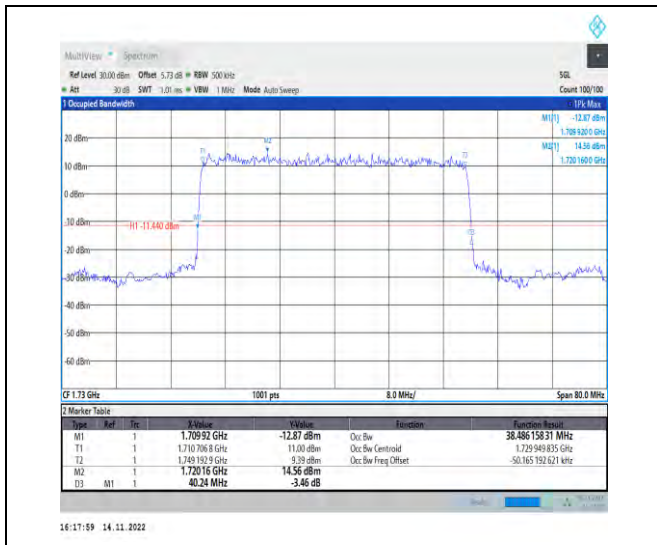 MultiView Spectrum
Ref Level 30.00 dBm Offset 5.73 dB RBW 500 kHz SGL
Att 30 dB SWT 1.01 ms VBW 1 MHz Mode Auto Sweep Count 100/100
1 Occupied Bandwidth 1Pk Max
M1[1] -12.87 dBm
1.709 920 0 GHz
20 dBm M2[1] 14.56 dBm
1.720 160 0 GHz
M2
T1 T2
10 dBm
0 dBm
-10 dBm M1
H1 -11.440 dBm D3
-20 dBm
-30 dBm
-40 dBm
-50 dBm
-60 dBm
CF 1.73 GHz 1001 pts 8.0 MHz/ Span 80.0 MHz
2 Marker Table
Type Ref Trc X-Value Y-Value Function Function Result
M1 1 1.709 92 GHz -12.87 dBm Occ Bw 38.486 158 31 MHz
T1 1 1.710 706 8 GHz 11.00 dBm Occ Bw Centroid 1.729 949 835 GHz
T2 1 1.749 192 9 GHz 9.39 dBm Occ Bw Freq Offset -50.165 192 621 kHz
M2 1 1.720 16 GHz 14.56 dBm
D3 M1 1 40.24 MHz -3.46 dB
Ready
16:17:59 14.11.2022